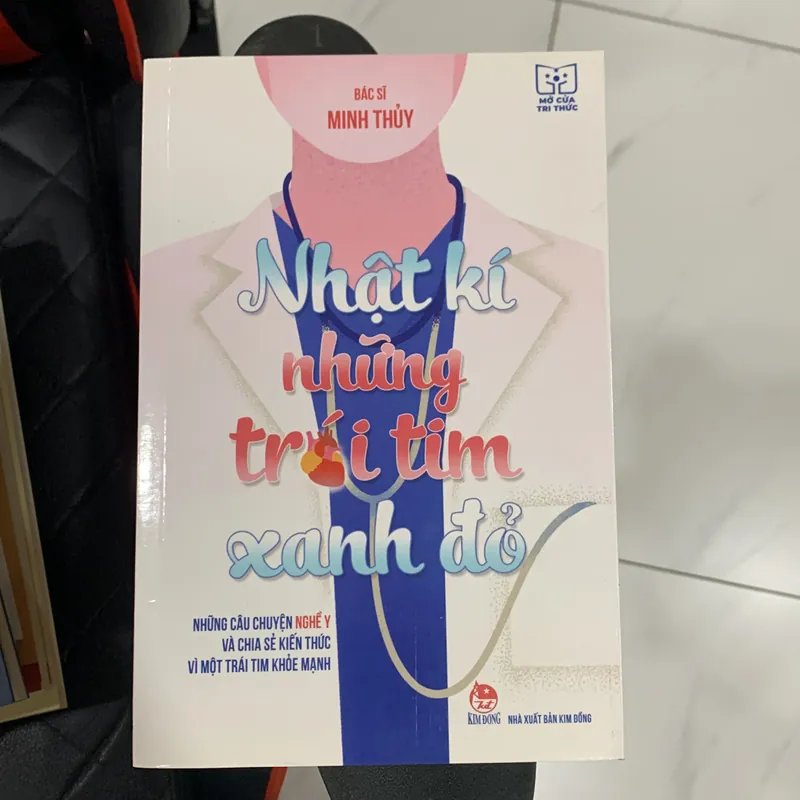 BÁC SĨ
MINH THỦY
MỞ CỬA
TRI THỨC
Nhật kí
những
trái tim
xanh đỏ
NHỮNG CÂU CHUYỆN NGHỀ Y
VÀ CHIA SẺ KIẾN THỨC
VÌ MỘT TRÁI TIM KHỎE MẠNH
KIM ĐỒNG
NHÀ XUẤT BẢN KIM ĐỒNG